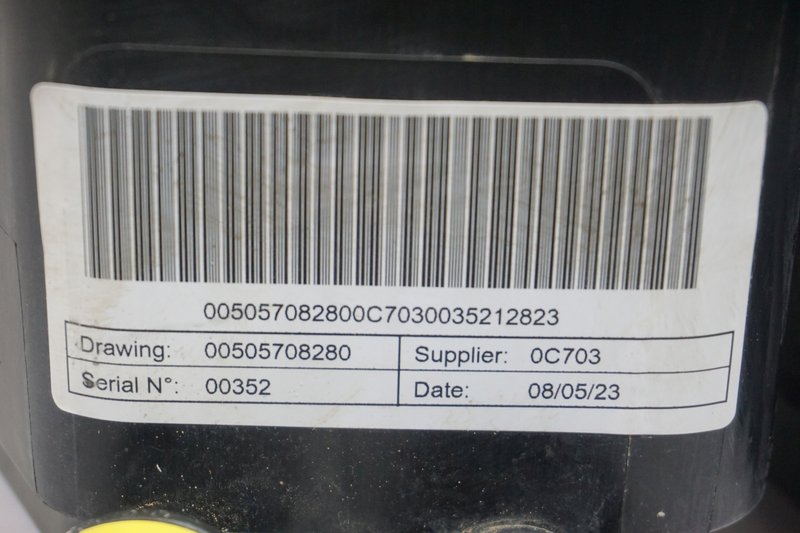 005057082800C7030035212823
Drawing: 00505708280 Supplier: 0C703
Serial N°: 00352 Date: 08/05/23